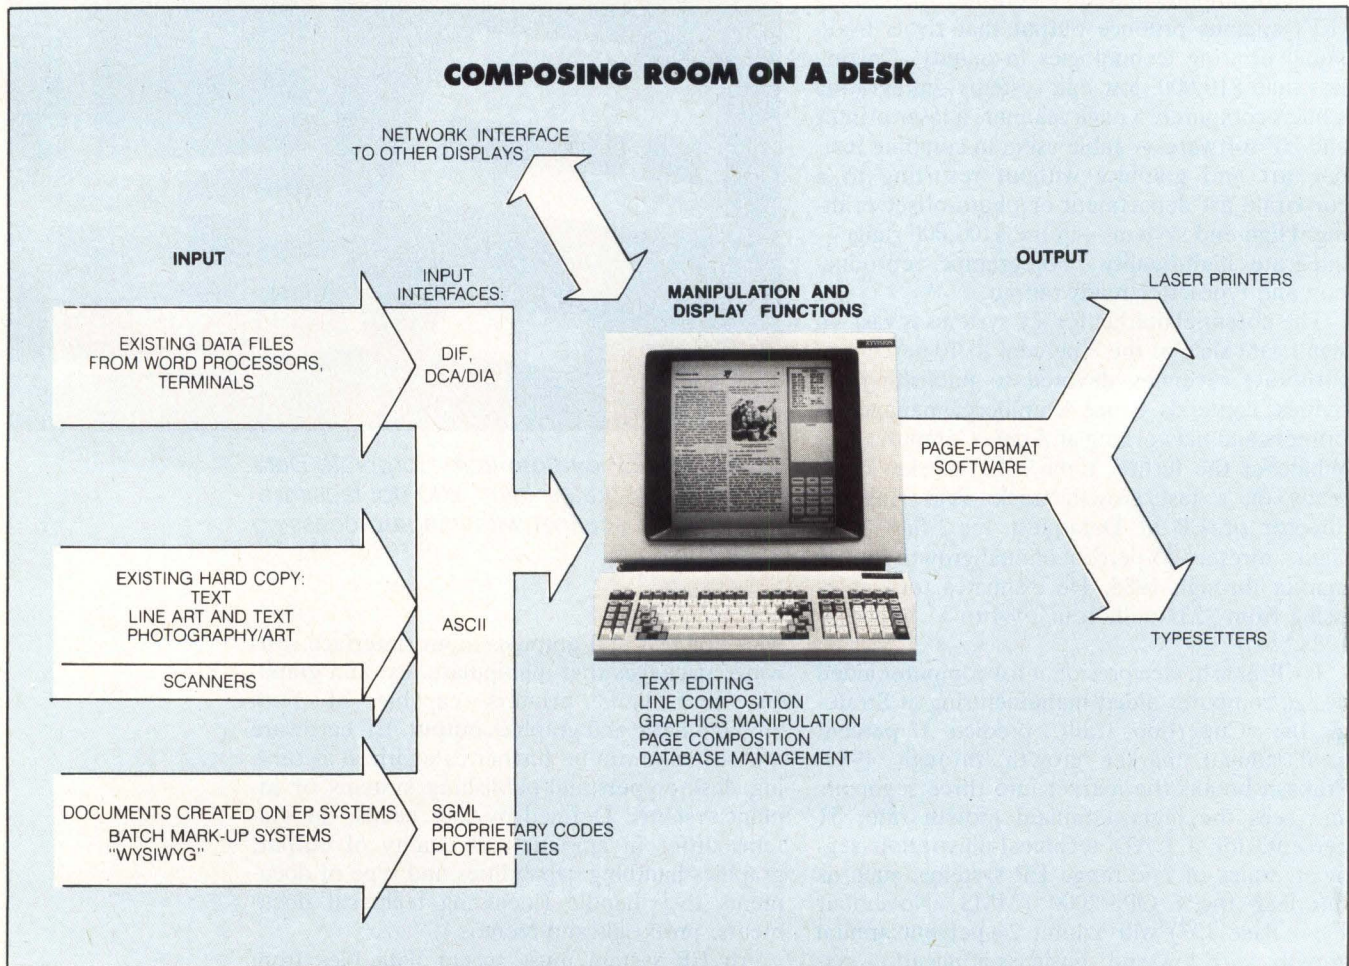 COMPOSING ROOM ON A DESK
NETWORK INTERFACE
TO OTHER DISPLAYS
INPUT
INPUT
INTERFACES:
EXISTING DATA FILES
FROM WORD PROCESSORS,
TERMINALS
DIF,
DCA/DIA
EXISTING HARD COPY:
TEXT
LINE ART AND TEXT
PHOTOGRAPHY/ART
SCANNERS
ASCII
DOCUMENTS CREATED ON EP SYSTEMS
BATCH MARK-UP SYSTEMS
"WYSIWYG"
SGML
PROPRIETARY CODES
PLOTTER FILES
MANIPULATION AND
DISPLAY FUNCTIONS
XYVISION
TEXT EDITING
LINE COMPOSITION
GRAPHICS MANIPULATION
PAGE COMPOSITION
DATABASE MANAGEMENT
OUTPUT
LASER PRINTERS
PAGE-FORMAT
SOFTWARE
TYPESETTERS